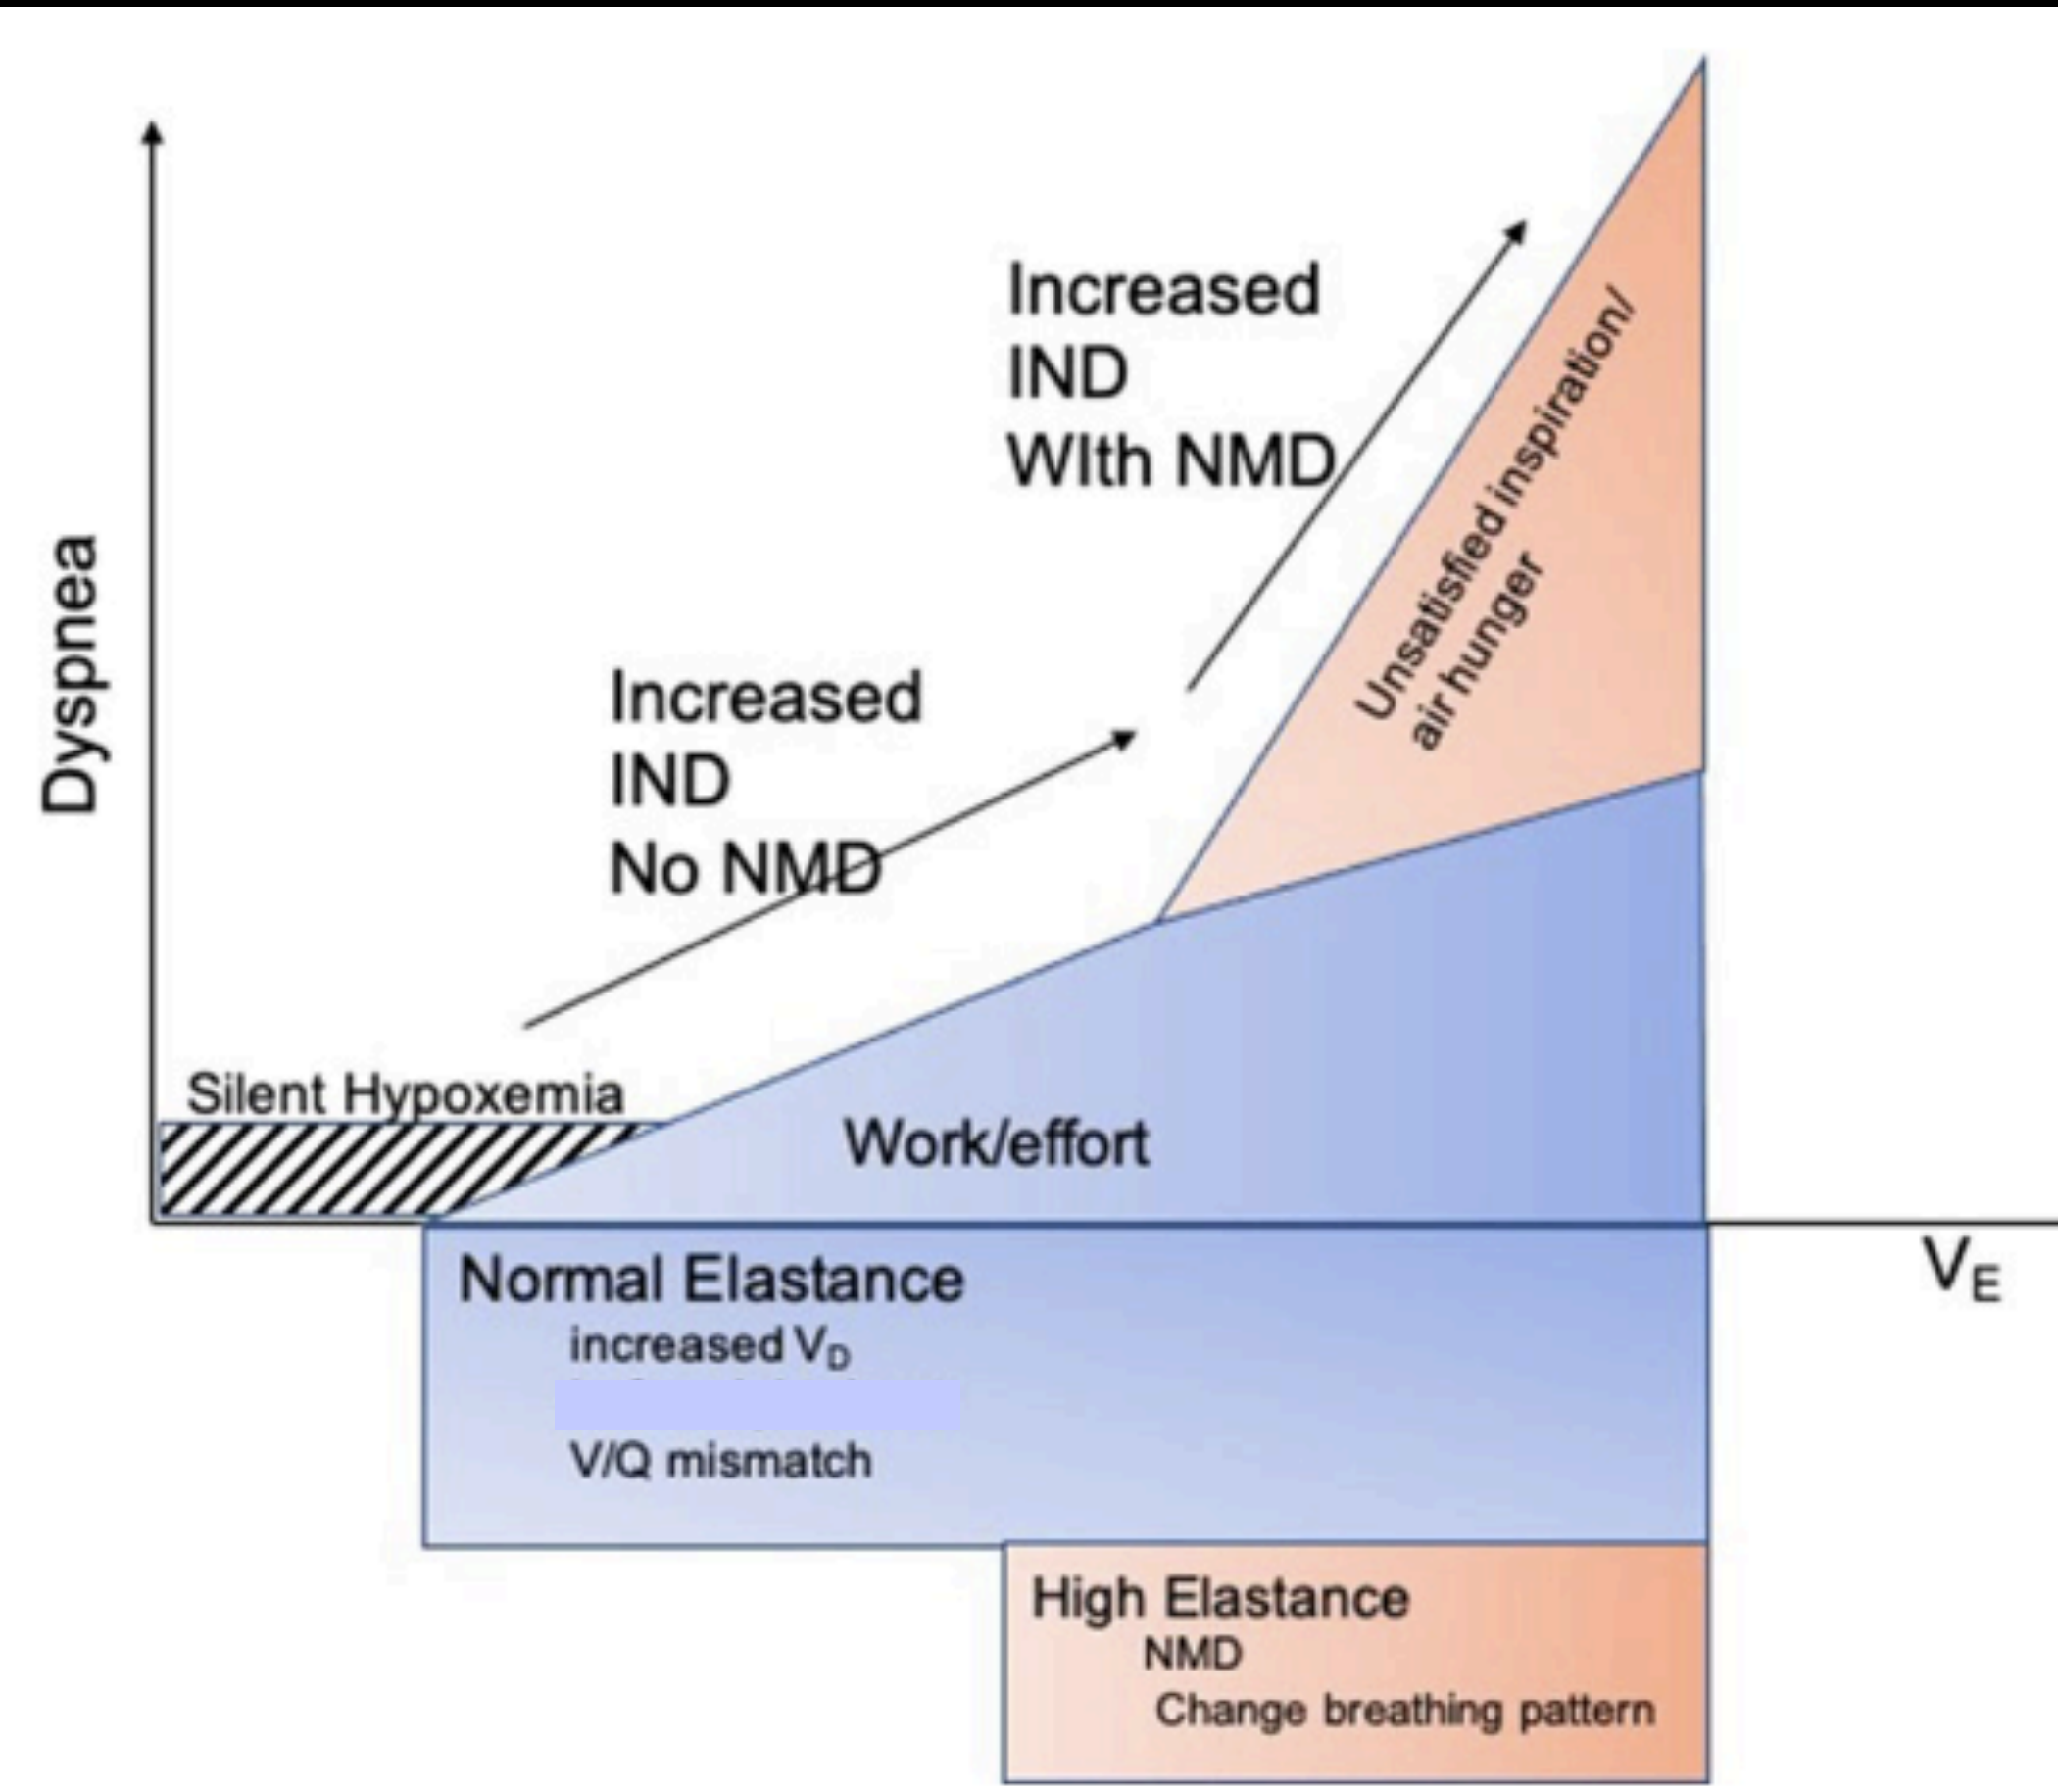 Dyspnea
Increased
IND
WIth NMD
Unsatisfied inspiration/
air hunger
Increased
IND
No NMD
Silent Hypoxemia
Work/effort
VE
Normal Elastance
increased VD
V/Q mismatch
High Elastance
NMD
Change breathing pattern